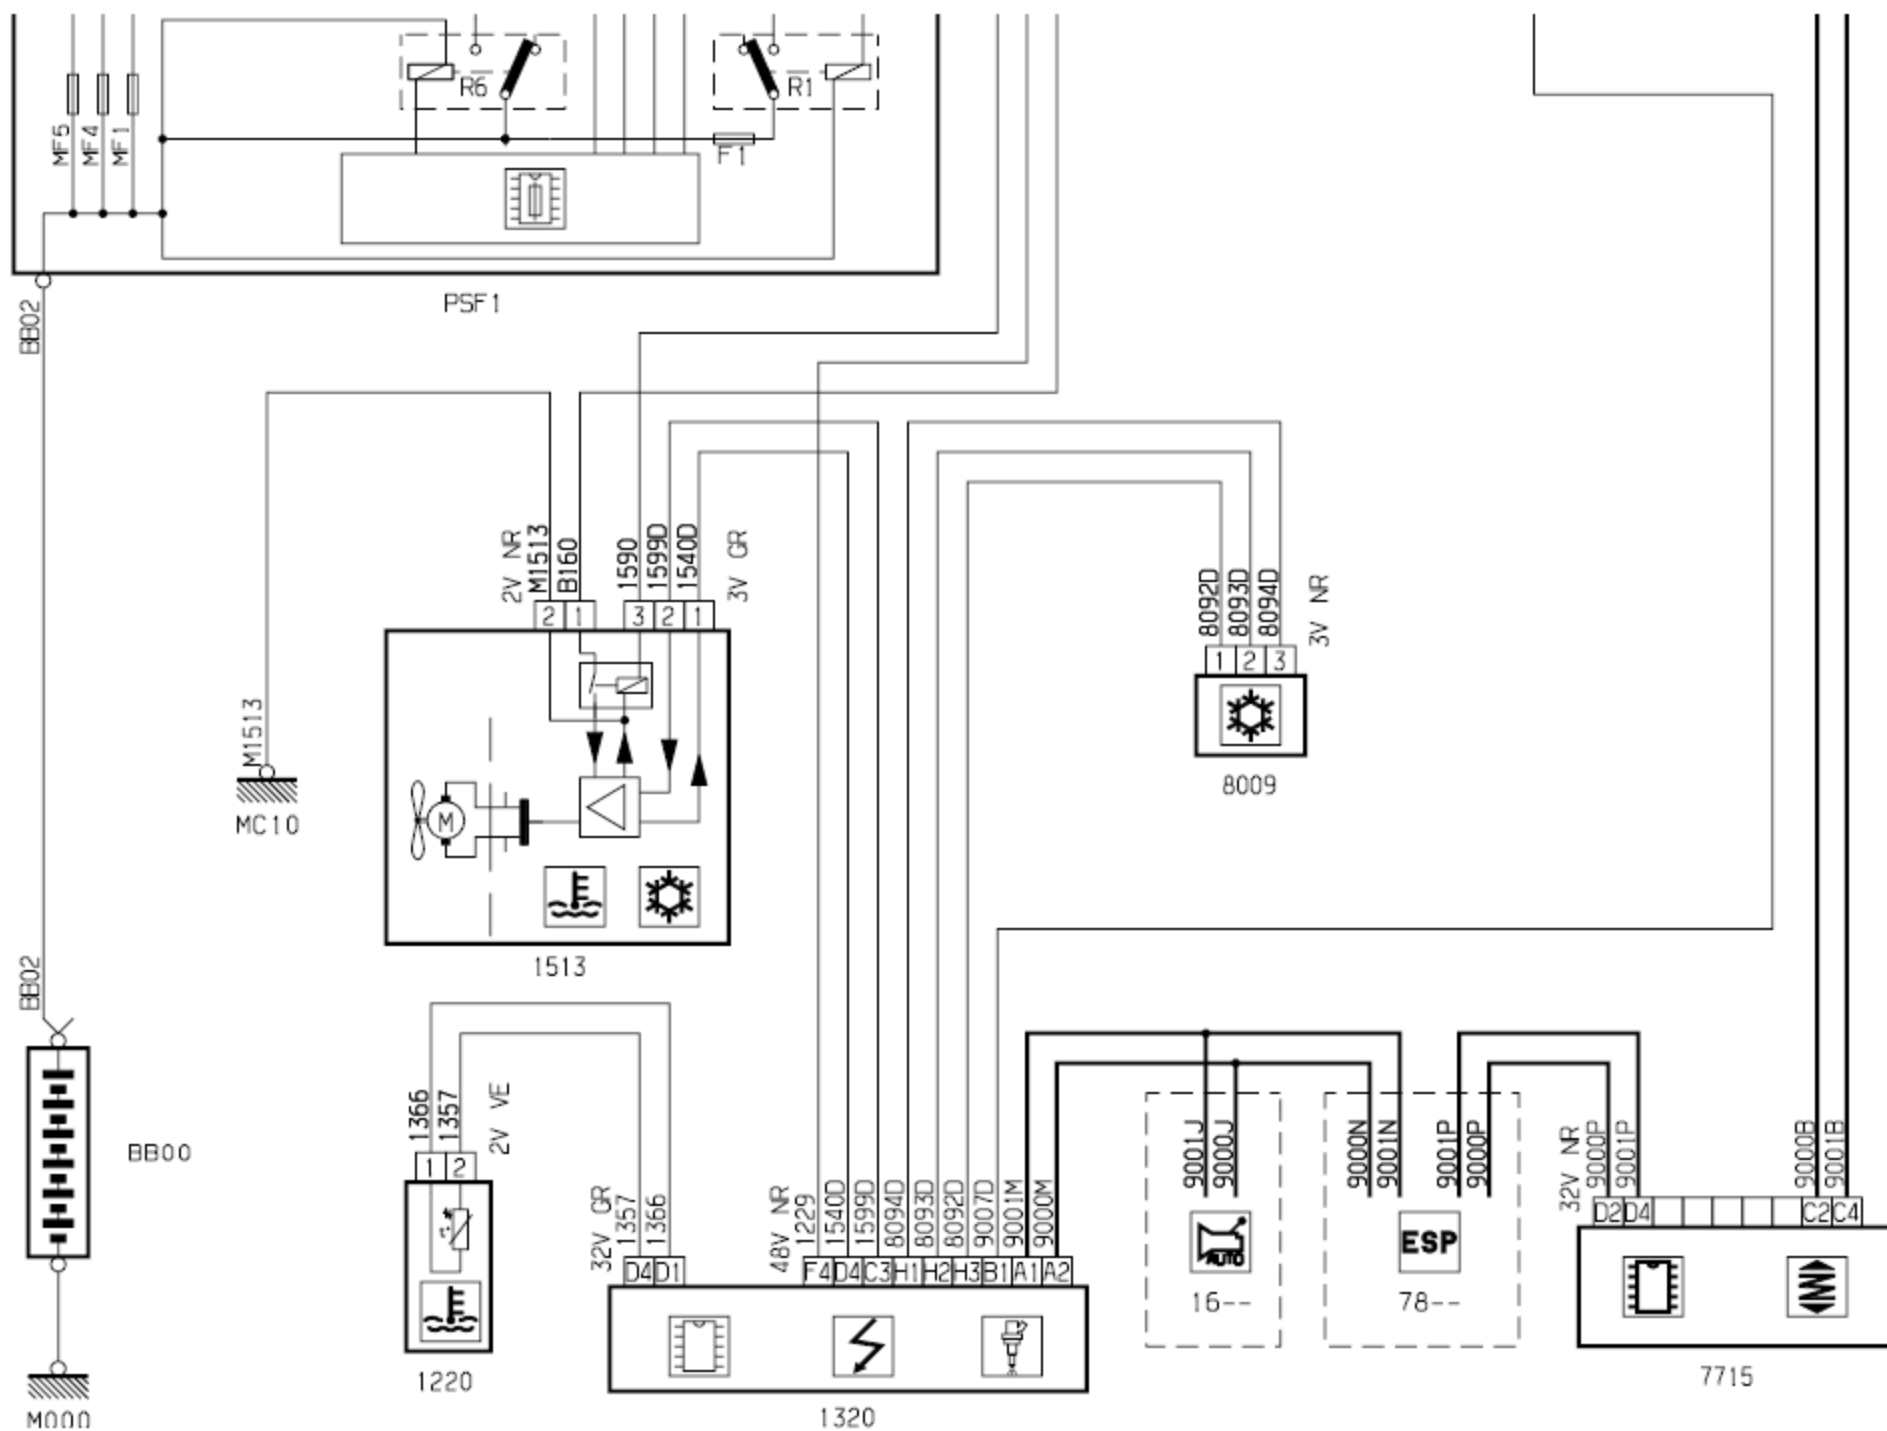 MF5
MF4
MF1
R6
R1
F1
PSF1
BB02
2V NR
M1513
B160
1590
1599D
1540D
3V GR
2 1
3 2 1
8092D
8093D
8094D
3V NR
1 2 3
8009
M1513
MC10
M
1513
BB02
BB00
M000
1366
1357
2V VE
1 2
1220
32V GR
1357
1366
D4 D1
48V NR
1229
1540D
1599D
8094D
8093D
8092D
9007D
9001M
9000M
F4 D4 C3 H1 H2 H3 B1 A1 A2
1320
9001J
9000J
AUTO
16--
9000N
9001N
9001P
9000P
ESP
78--
32V NR
9000P
9001P
9000B
9001B
D2 D4
C2 C4
7715